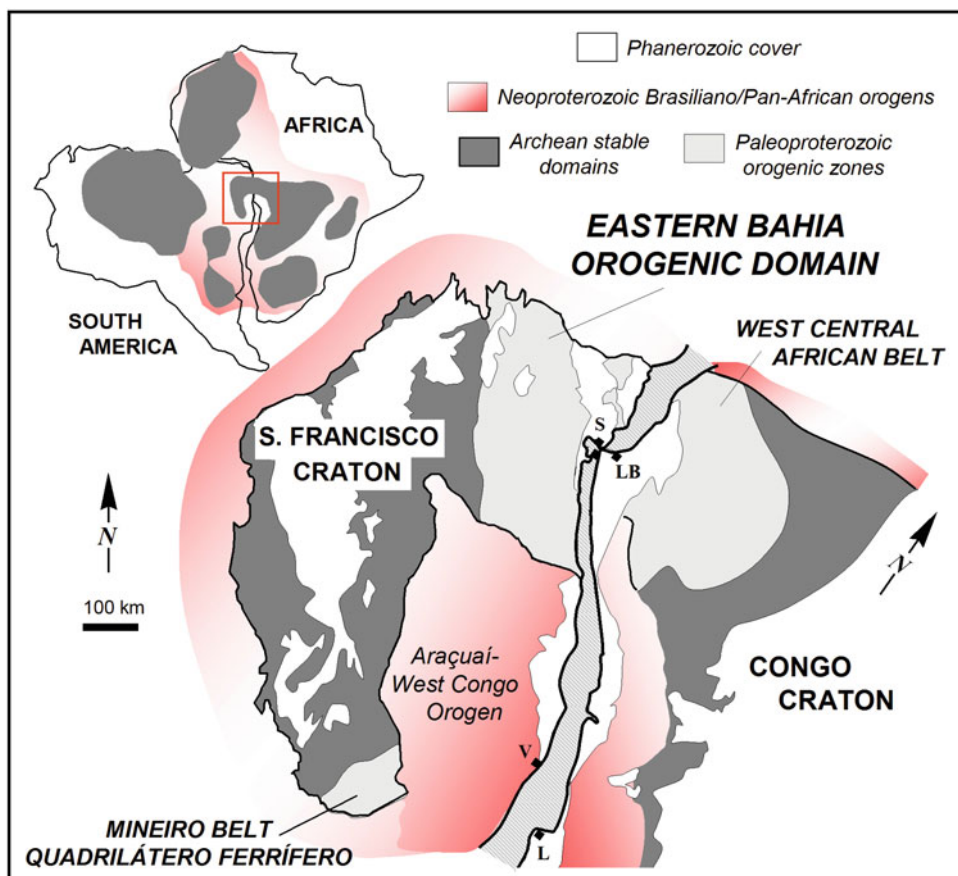 Phanerozoic cover
Neoproterozoic Brasiliano/Pan-African orogens
Archean stable
domains
Paleoproterozoic
orogenic zones
AFRICA
SOUTH
AMERICA
EASTERN BAHIA
OROGENIC DOMAIN
WEST CENTRAL
AFRICAN BELT
S. FRANCISCO
CRATON
S
LB
N
N
100 km
Araçuaí-
West Congo
Orogen
CONGO
CRATON
V
L
MINEIRO BELT
QUADRILÁTERO FERRÍFERO